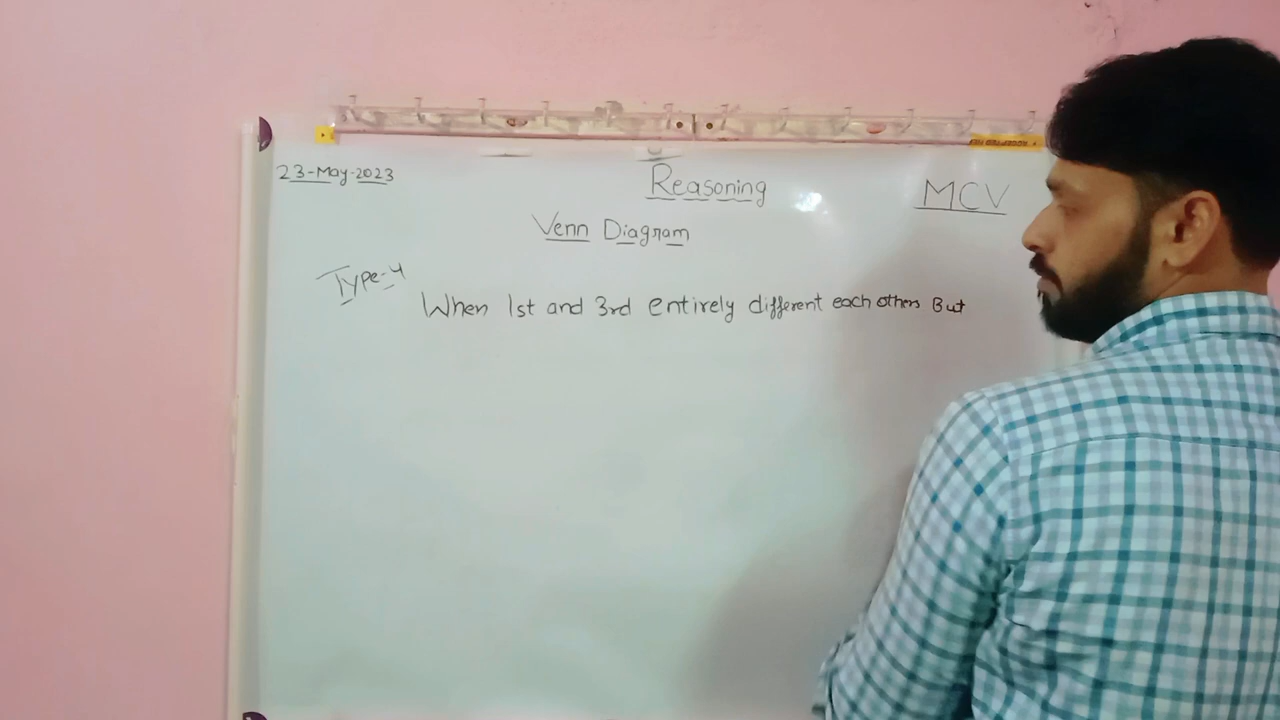 23-May-2023
Reasoning
MCV
Venn Diagram
Type-4
When 1st and 3rd entirely different each others But